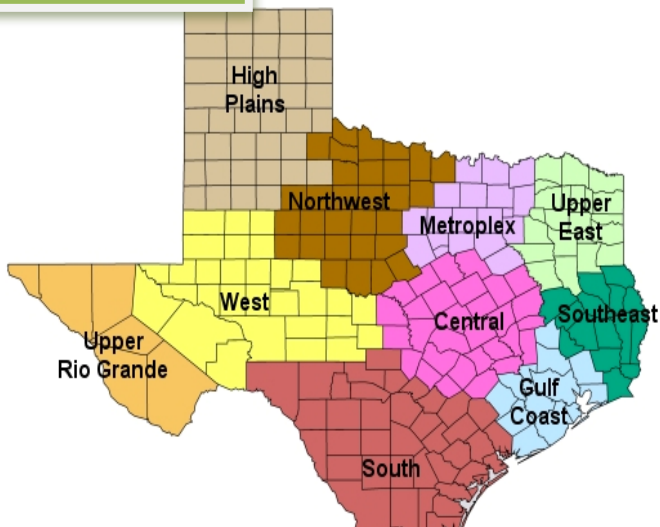 High
Plains
Northwest
Metroplex
Upper
East
West
Central
Southeast
Upper
Rio Grande
Gulf
Coast
South